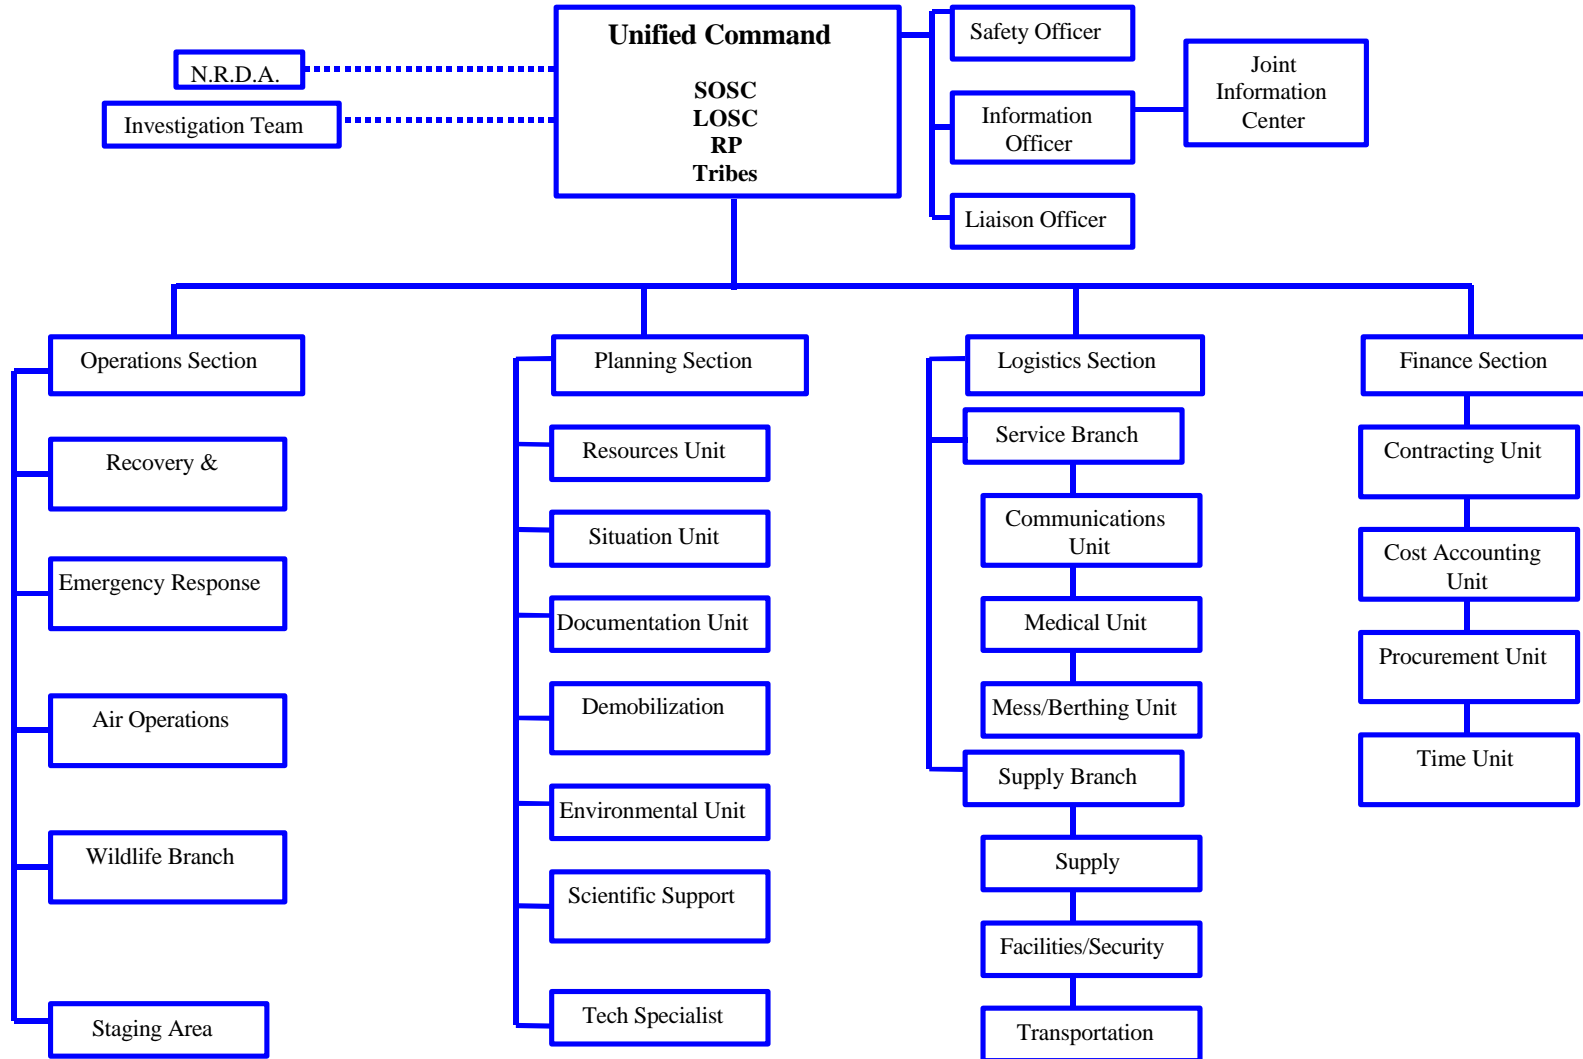 Unified Command
SOSC
LOSC
RP
Tribes
N.R.D.A.
Investigation Team
Safety Officer
Information
Officer
Joint
Information
Center
Liaison Officer
Operations Section
Recovery &
Emergency Response
Air Operations
Wildlife Branch
Staging Area
Planning Section
Resources Unit
Situation Unit
Documentation Unit
Demobilization
Environmental Unit
Scientific Support
Tech Specialist
Logistics Section
Service Branch
Communications
Unit
Medical Unit
Mess/Berthing Unit
Supply Branch
Supply
Facilities/Security
Transportation
Finance Section
Contracting Unit
Cost Accounting
Unit
Procurement Unit
Time Unit